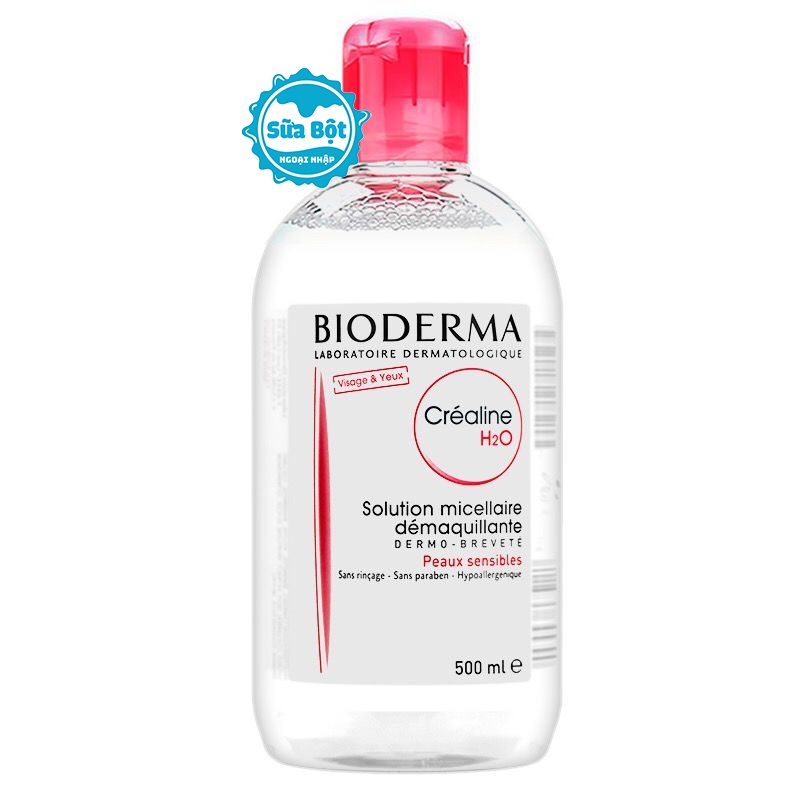 Sữa Bột
NGOẠI NHẬP
BIODERMA
LABORATOIRE DERMATOLOGIQUE
Visage & Yeux
Créaline
H2O
Solution micellaire
démaquillante
DERMO-BREVETÉ
Peaux sensibles
Sans rinçage - Sans paraben - Hypoallergénique
500 ml e